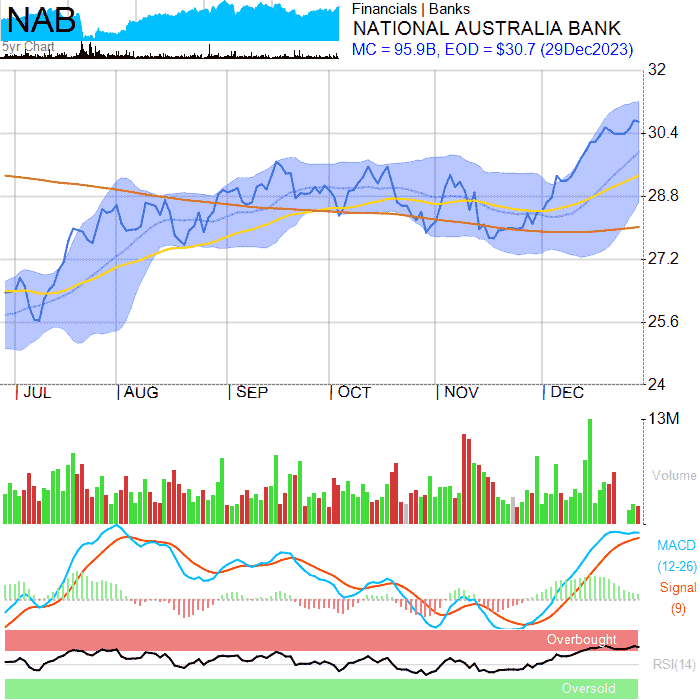 NAB
5yr Chart
Financials | Banks
NATIONAL AUSTRALIA BANK
MC = 95.9B, EOD = $30.7 (29Dec2023)
32
30.4
28.8
27.2
25.6
24
JUL AUG SEP OCT NOV DEC
13M
Volume
MACD
(12-26)
Signal
(9)
Overbought
RSI(14)
Oversold